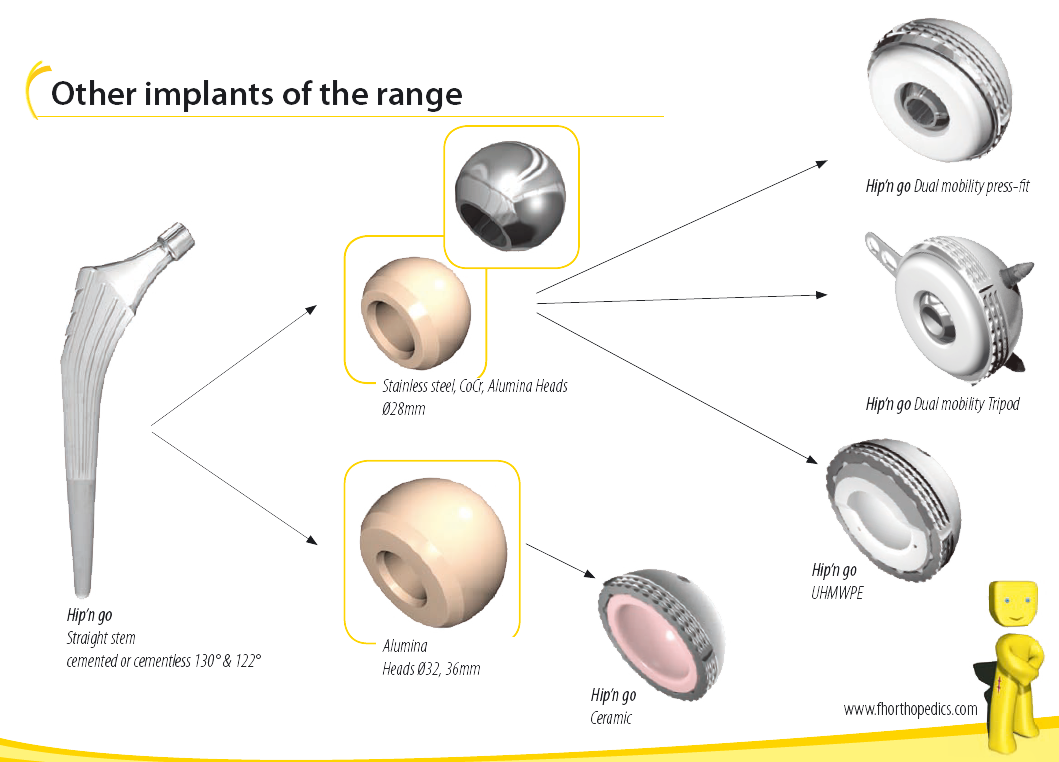 Other implants of the range
Hip'n go Dual mobility press-fit
Stainless steel, CoCr, Alumina Heads
Ø28mm
Hip'n go Dual mobility Tripod
Hip'n go
UHMWPE
Hip'n go
Straight stem
cemented or cementless 130° & 122°
Alumina
Heads Ø32, 36mm
Hip'n go
Ceramic
www.fhorthopedics.com